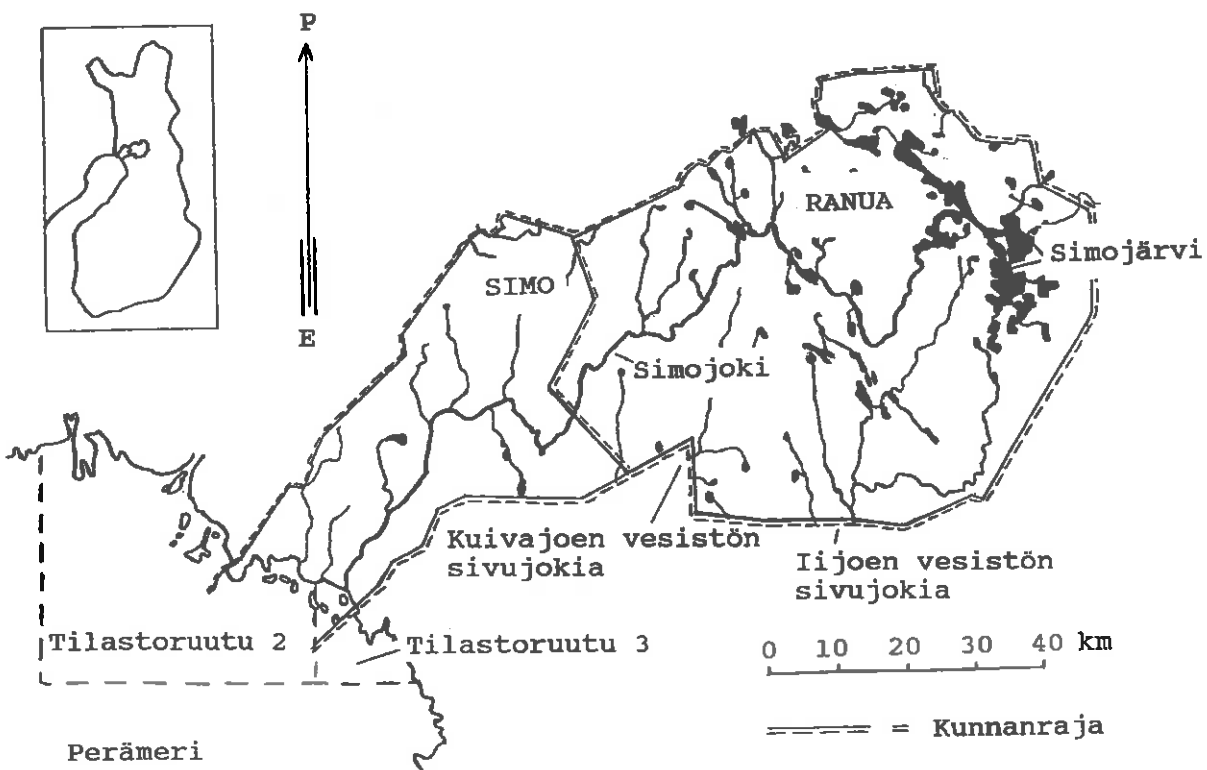 P
E
RANUA
Simojärvi
SIMO
Simojoki
Kuivajoen vesistön
sivujokia
Iijoen vesistön
sivujokia
Tilastoruutu 2
Tilastoruutu 3
0 10 20 30 40 km
= Kunnanraja
Perämeri